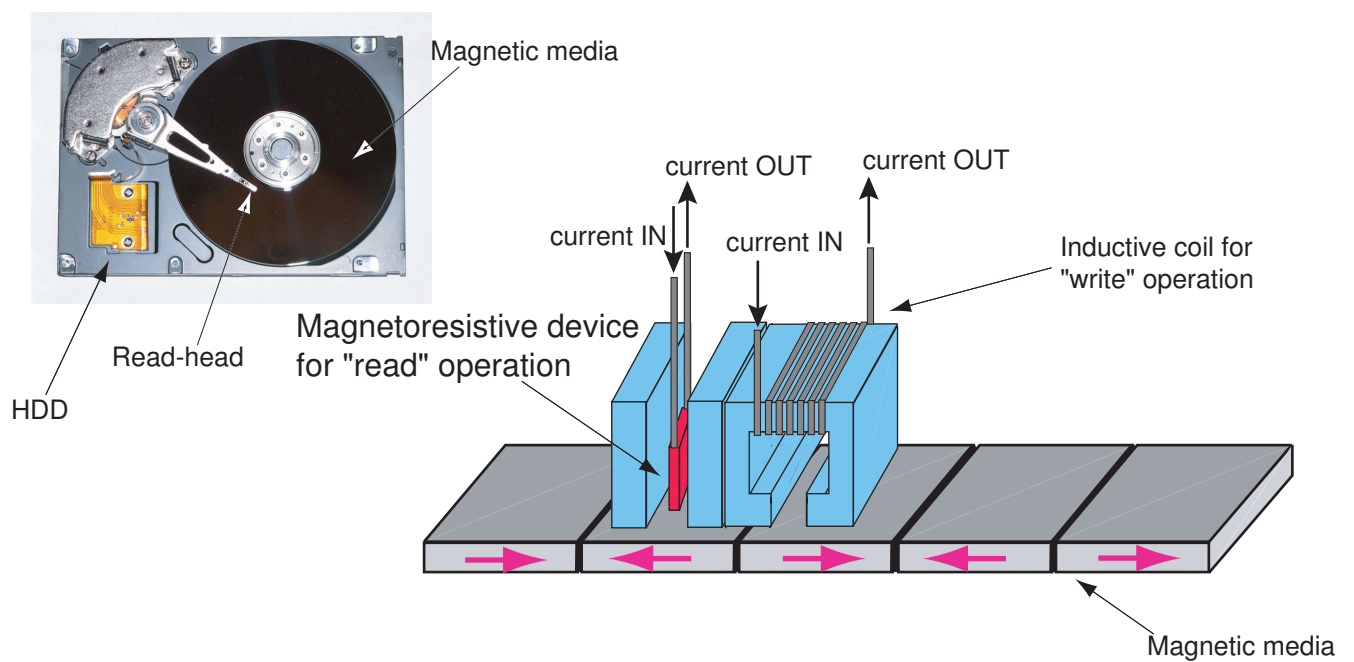 Magnetic media
Read-head
HDD
current OUT
current OUT
current IN
current IN
Inductive coil for
"write" operation
Magnetoresistive device
for "read" operation
Magnetic media